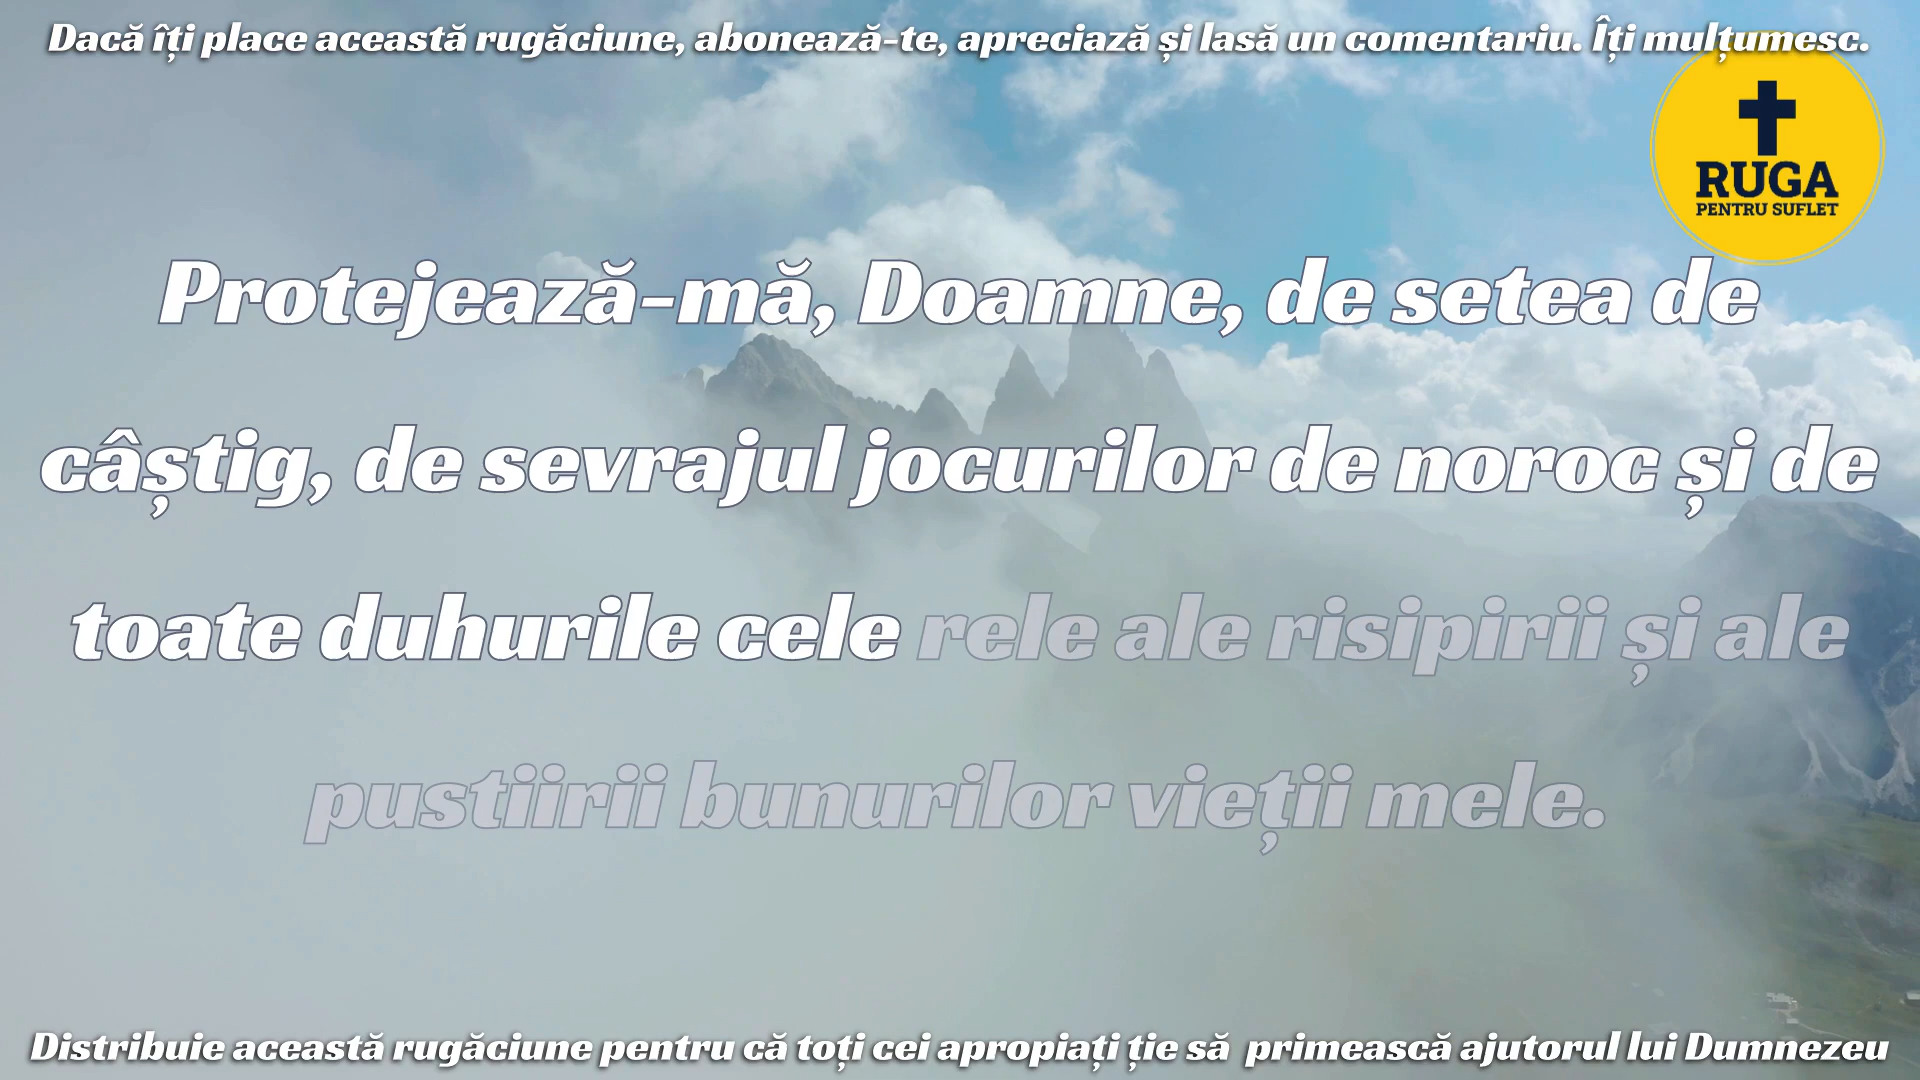 Dacă îți place această rugăciune, abonează-te, apreciază și lasă un comentariu. Îți mulțumesc.
RUGA
PENTRU SUFLET
Protejează-mă, Doamne, de setea de
câștig, de sevrajul jocurilor de noroc și de
toate duhurile cele rele ale risipirii și ale
pustiirii bunurilor vieții mele.
Distribuie această rugăciune pentru că toți cei apropiați ție să  primească ajutorul lui Dumnezeu